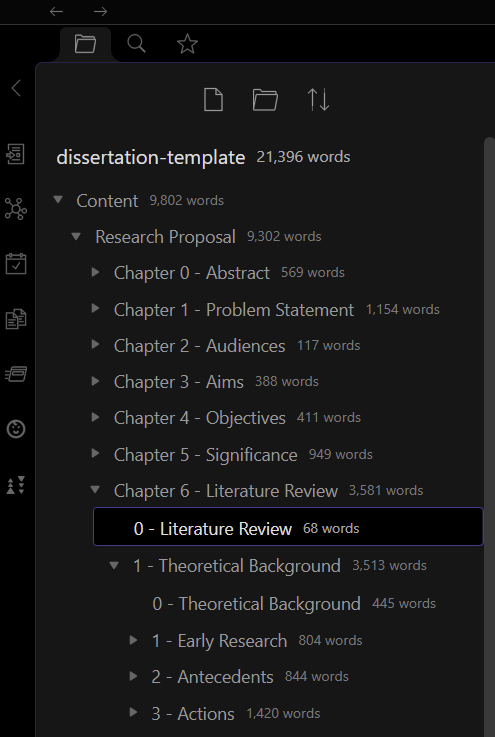 dissertation-template 21,396 words
Content 9,802 words
Research Proposal 9,302 words
Chapter 0 - Abstract 569 words
Chapter 1 - Problem Statement 1,154 words
Chapter 2 - Audiences 117 words
Chapter 3 - Aims 388 words
Chapter 4 - Objectives 411 words
Chapter 5 - Significance 949 words
Chapter 6 - Literature Review 3,581 words
0 - Literature Review 68 words
1 - Theoretical Background 3,513 words
0 - Theoretical Background 445 words
1 - Early Research 804 words
2 - Antecedents 844 words
3 - Actions 1,420 words